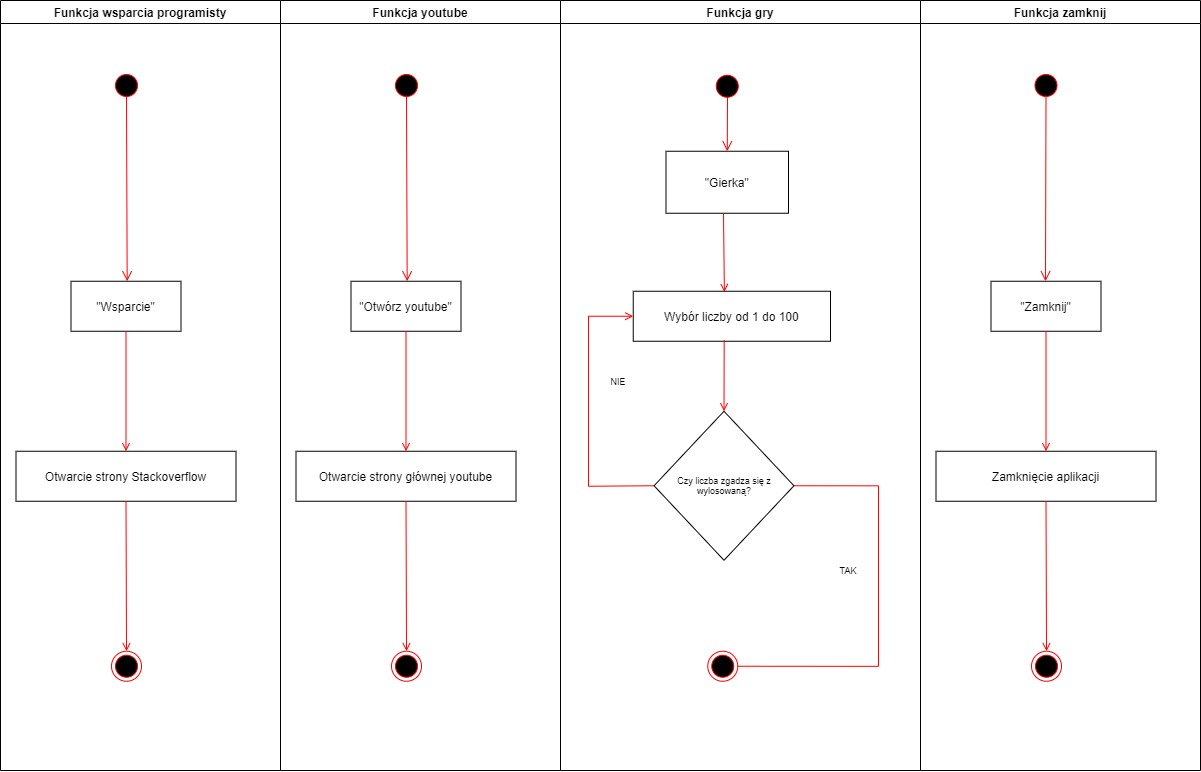 Funkcja wsparcia programisty
Funkcja youtube
Funkcja gry
Funkcja zamknij
"Wsparcie"
Otwarcie strony Stackoverflow
"Otwórz youtube"
Otwarcie strony głównej youtube
"Gierka"
Wybór liczby od 1 do 100
NIE
Czy liczba zgadza się z
wylosowaną?
TAK
"Zamknij"
Zamknięcie aplikacji